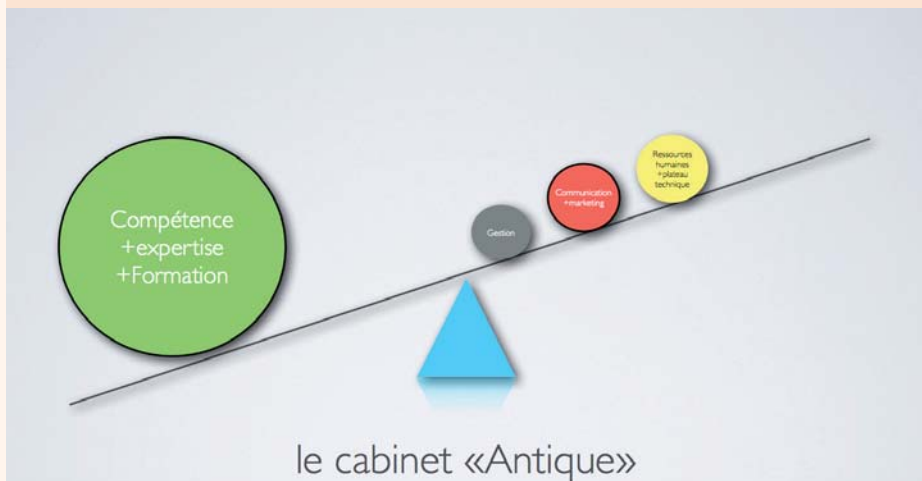 Compétence
+expertise
+Formation
Gestion
Communication
+marketing
Ressources
humaines
+plateau
technique
le cabinet «Antique»